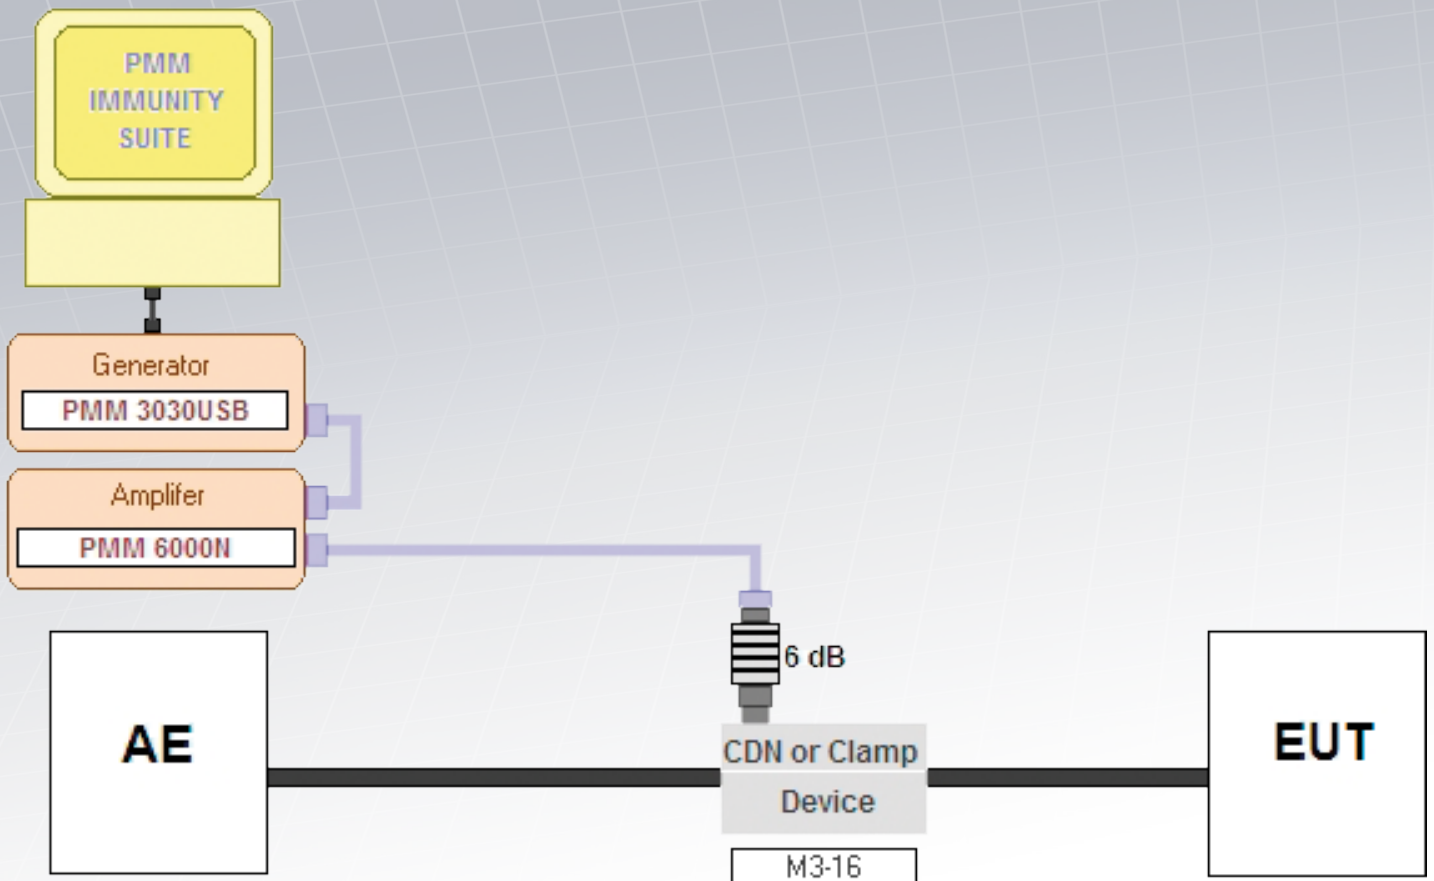 PMM
IMMUNITY
SUITE
Generator
PMM 3030USB
Amplifer
PMM 6000N
6 dB
AE
CDN or Clamp
Device
EUT
M3-16